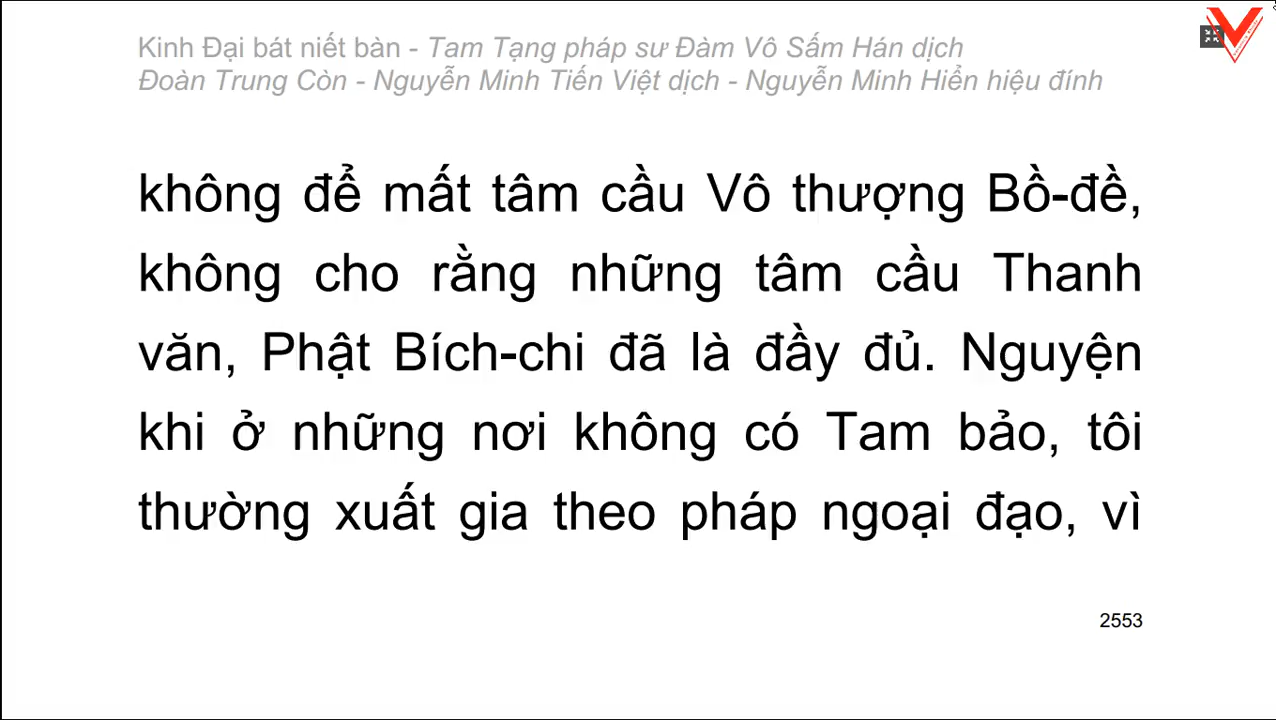 Kinh Đại bát niết bàn - Tam Tạng pháp sư Đàm Vô Sấm Hán dịch
Đoàn Trung Còn - Nguyễn Minh Tiến Việt dịch - Nguyễn Minh Hiển hiệu đính
không để mất tâm cầu Vô thượng Bồ-đề,
không cho rằng những tâm cầu Thanh
văn, Phật Bích-chi đã là đầy đủ. Nguyện
khi ở những nơi không có Tam bảo, tôi
thường xuất gia theo pháp ngoại đạo, vì
2553